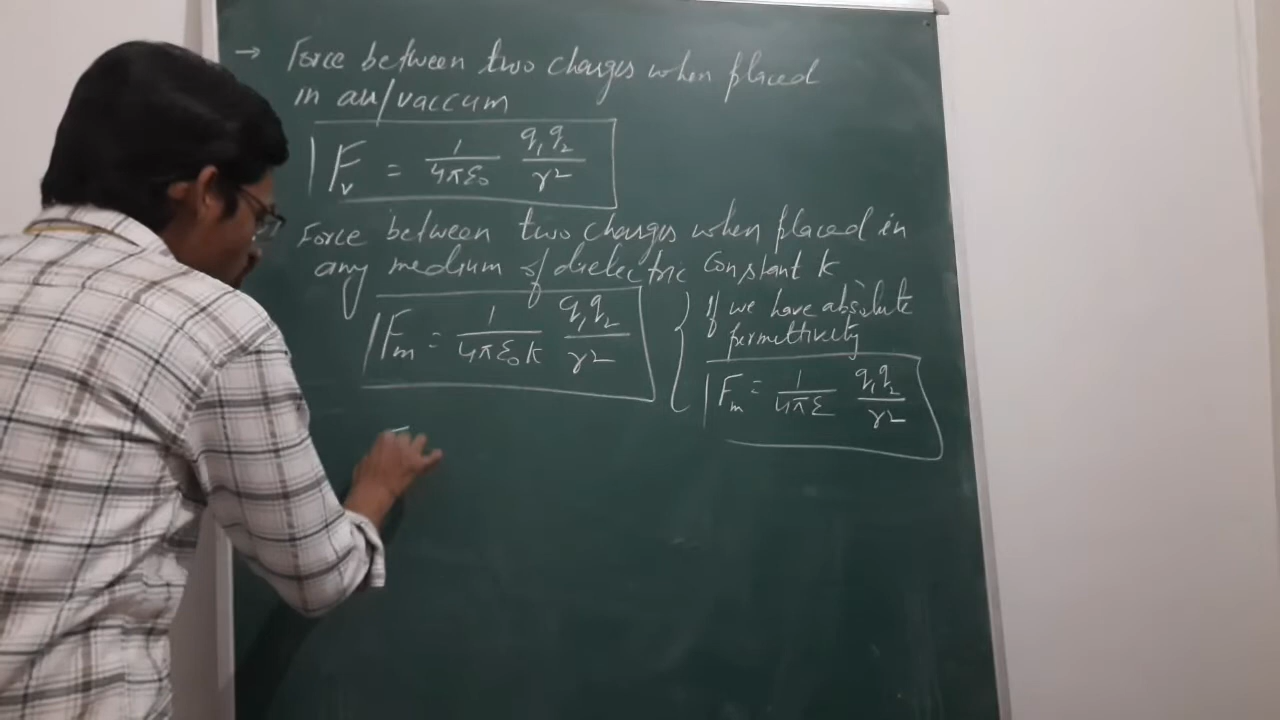 → Force between two charges when placed
in air/vaccum
F_v = 1/4πε₀ q₁q₂/r²
Force between two charges when placed in
any medium of dielectric constant k
F_m = 1/4πε₀k q₁q₂/r²
If we have absolute
permettivity
F_m = 1/4πε q₁q₂/r²